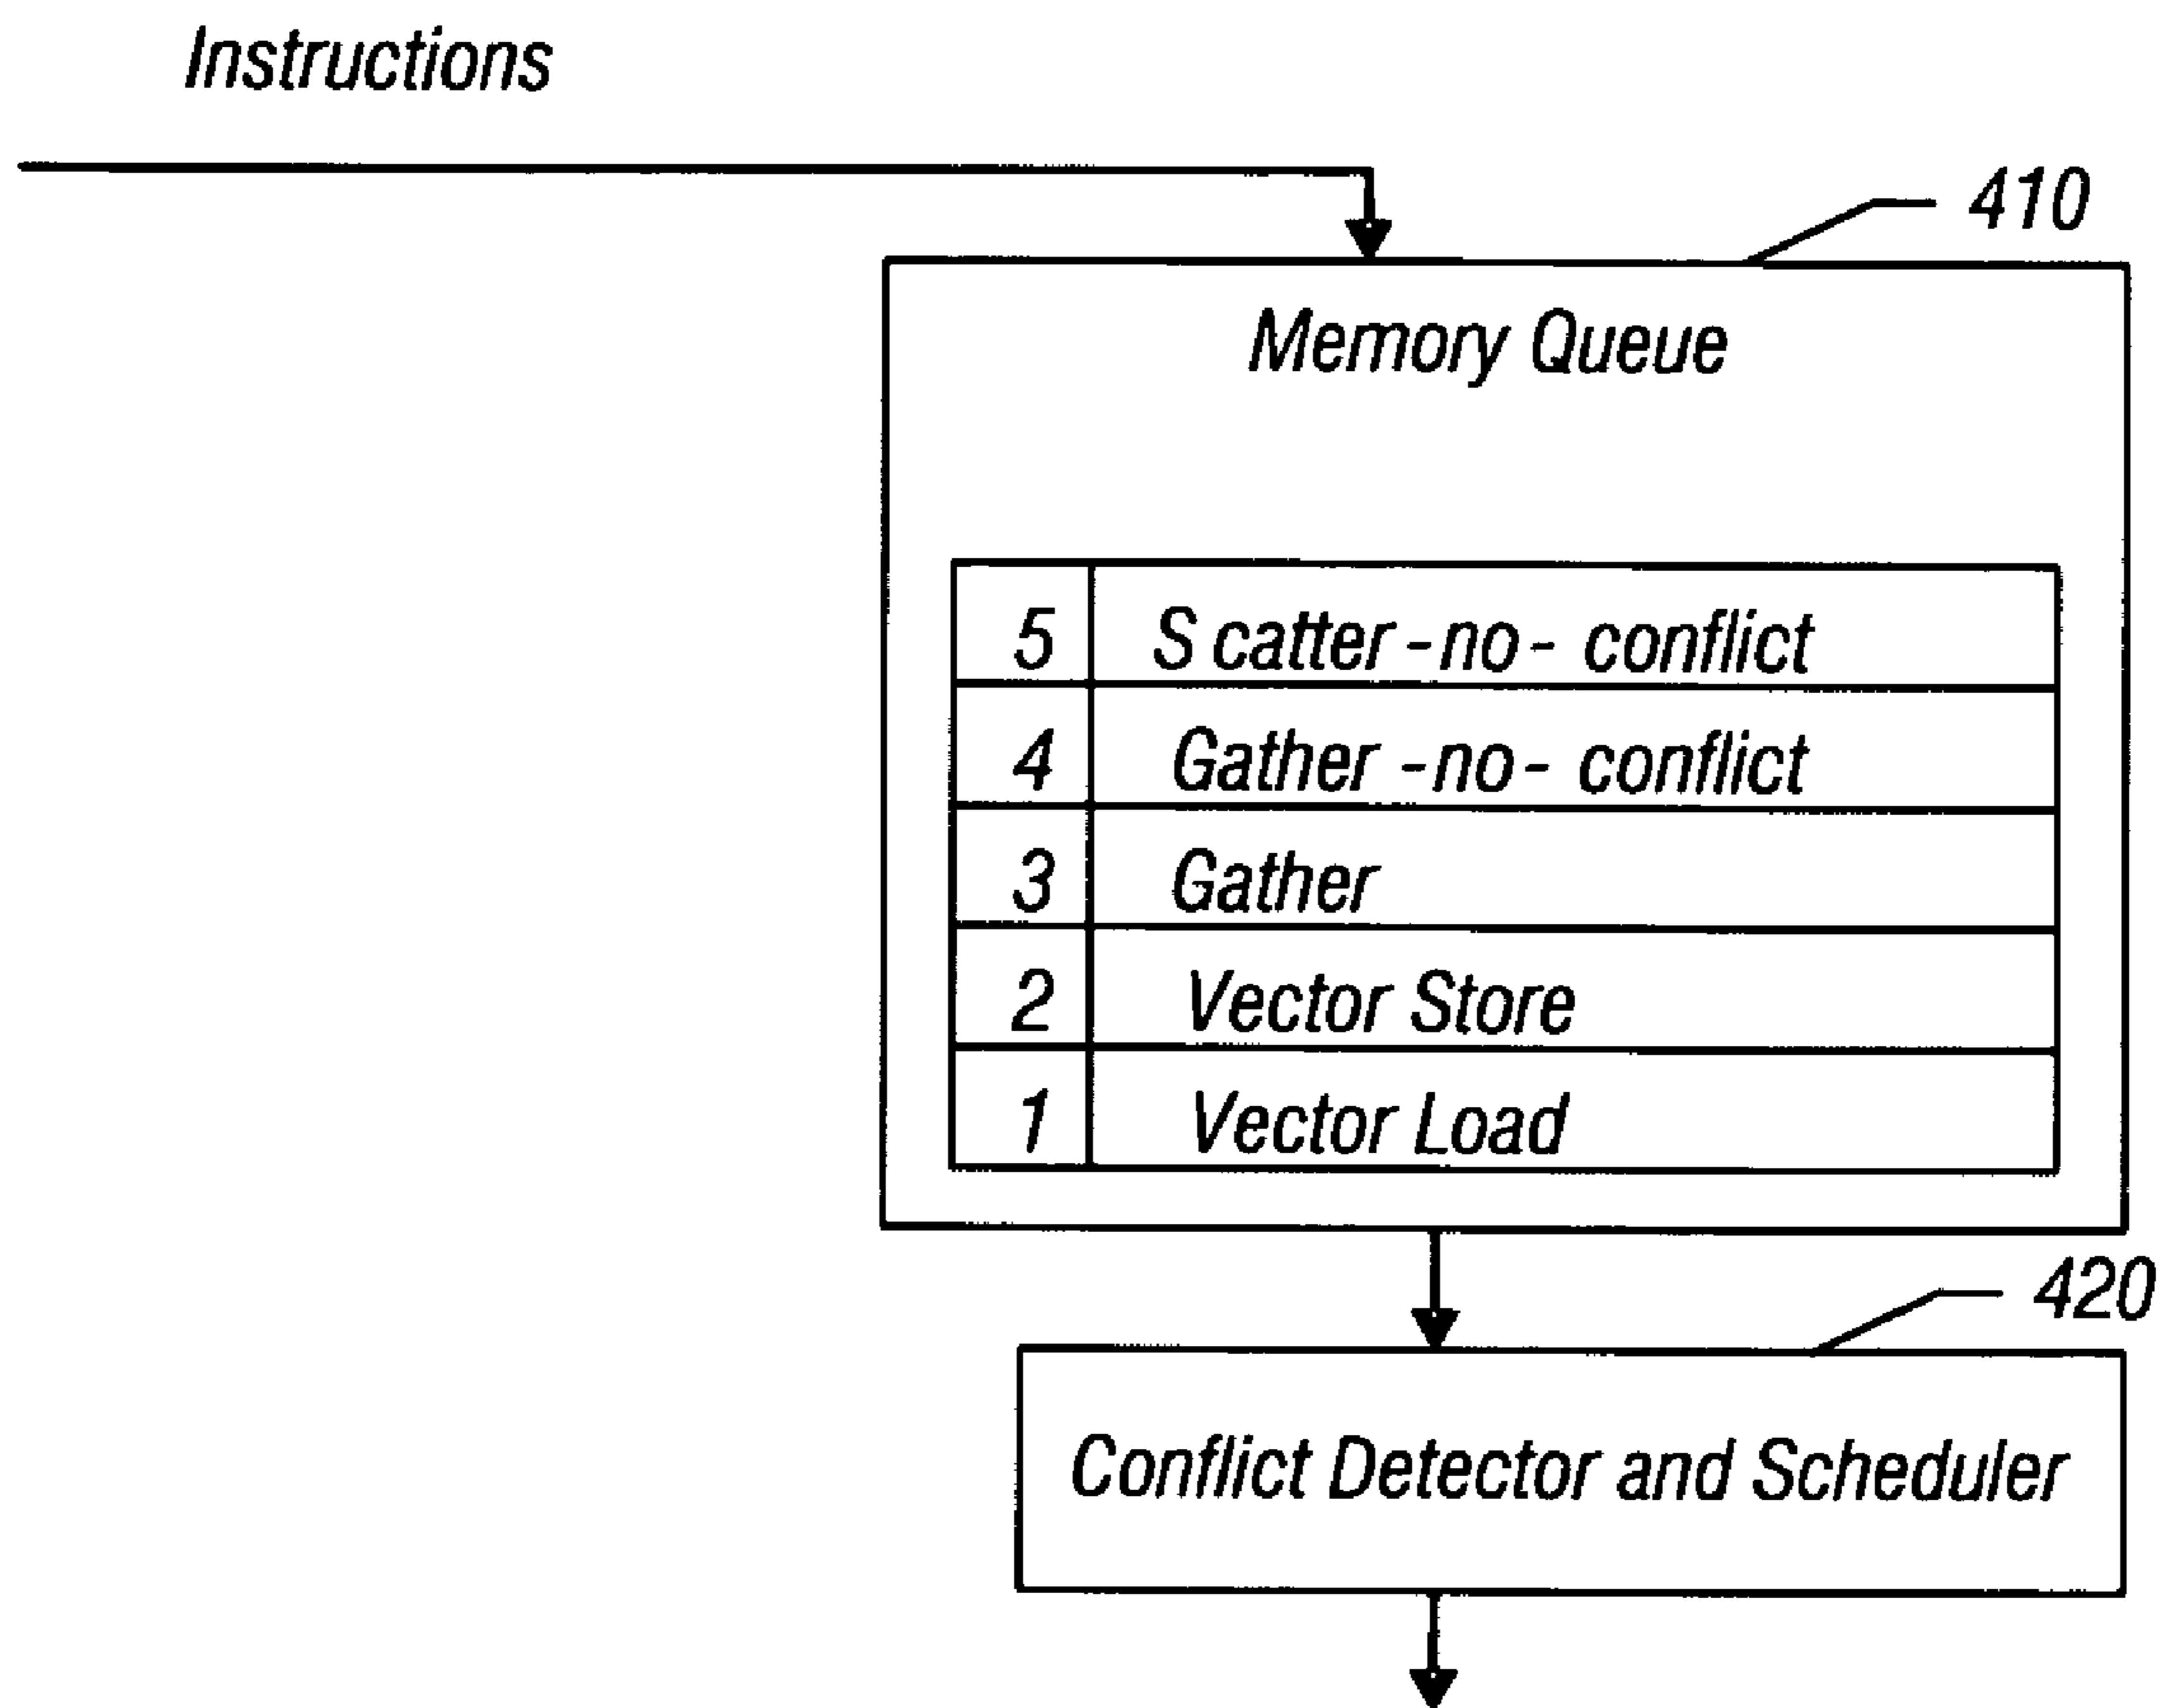 Instructions
410
Memory Queue
5 Scatter-no-conflict
4 Gather-no-conflict
3 Gather
2 Vector Store
1 Vector Load
420
Conflict Detector and Scheduler